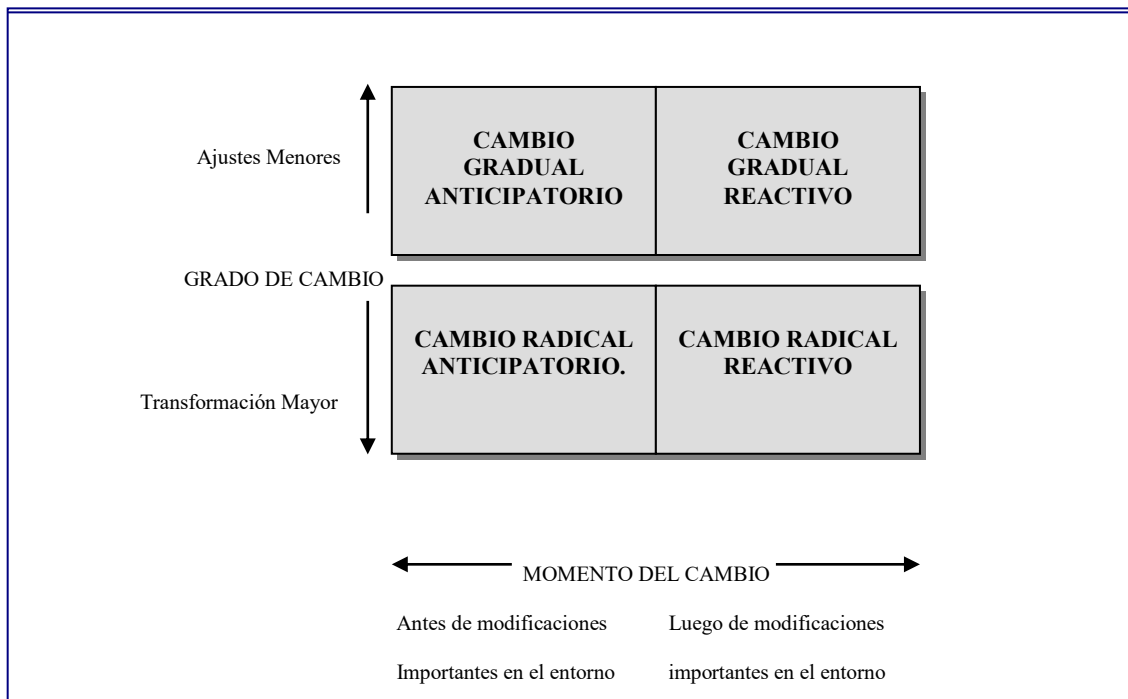 Ajustes Menores
CAMBIO
GRADUAL
ANTICIPATORIO
CAMBIO
GRADUAL
REACTIVO
GRADO DE CAMBIO
CAMBIO RADICAL
ANTICIPATORIO.
CAMBIO RADICAL
REACTIVO
Transformación Mayor
MOMENTO DEL CAMBIO
Antes de modificaciones
Importantes en el entorno
Luego de modificaciones
importantes en el entorno